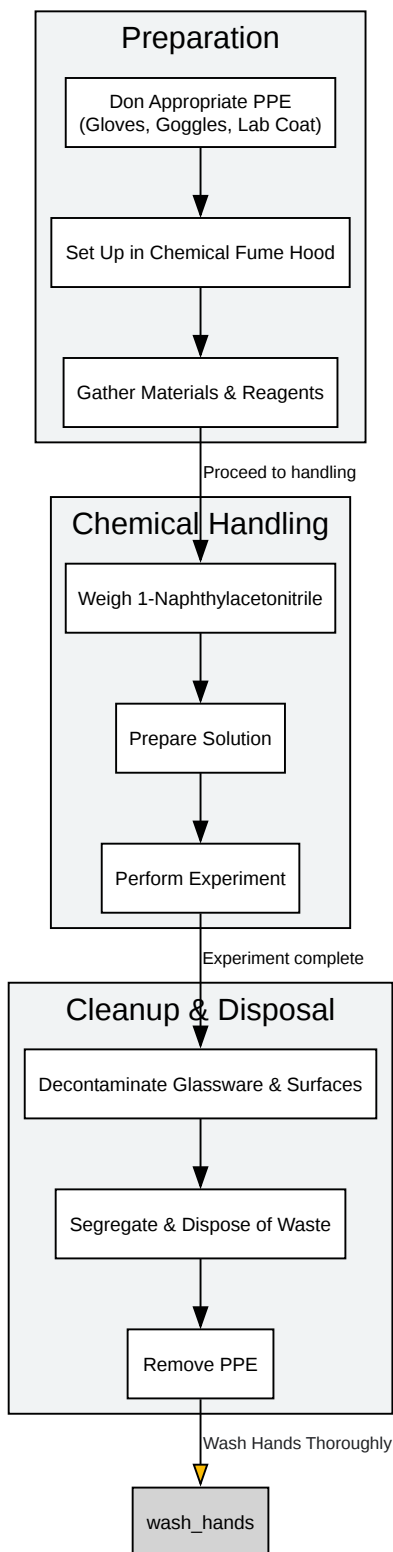 Preparation
Don Appropriate PPE
(Gloves, Goggles, Lab Coat)
Set Up in Chemical Fume Hood
Gather Materials & Reagents
Proceed to handling
Chemical Handling
Weigh 1-Naphthylacetonitrile
Prepare Solution
Perform Experiment
Experiment complete
Cleanup & Disposal
Decontaminate Glassware & Surfaces
Segregate & Dispose of Waste
Remove PPE
Wash Hands Thoroughly
wash_hands